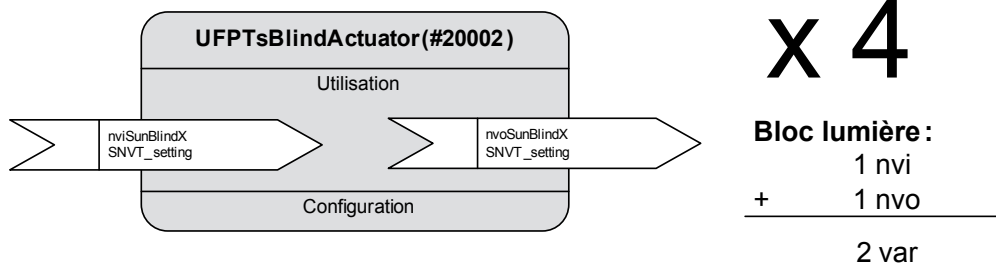 UFPTsBlindActuator(#20002)
Utilisation
nviSunBlindX
SNVT_setting
nvoSunBlindX
SNVT_setting
Configuration
x 4
Bloc lumière:
1 nvi
+ 1 nvo
2 var